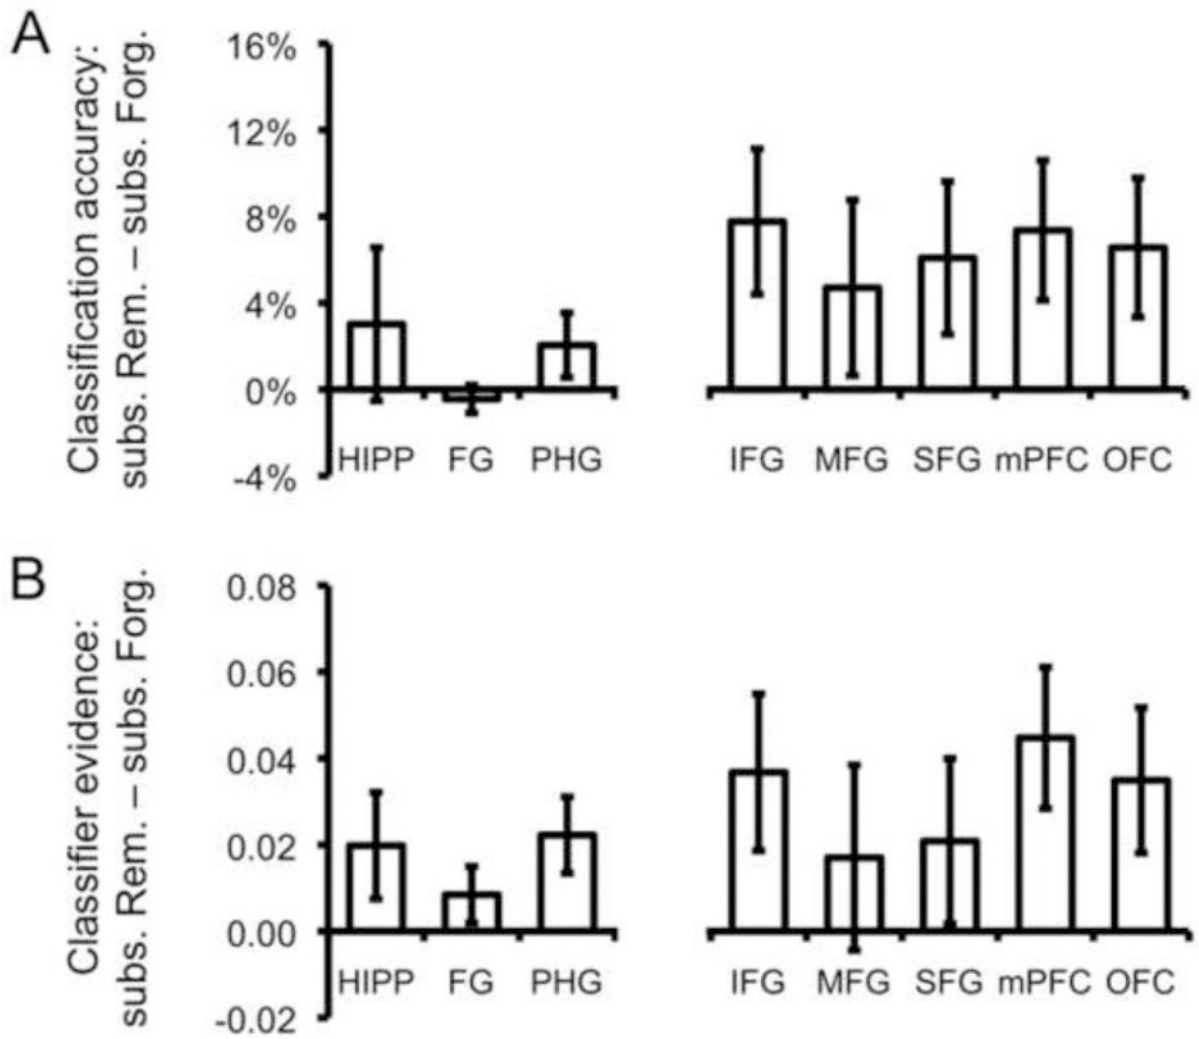 A
Classification accuracy:
subs. Rem. – subs. Forg.
16%
12%
8%
4%
0%
-4%
HIPP FG PHG IFG MFG SFG mPFC OFC
B
Classifier evidence:
subs. Rem. – subs. Forg.
0.08
0.06
0.04
0.02
0.00
-0.02
HIPP FG PHG IFG MFG SFG mPFC OFC